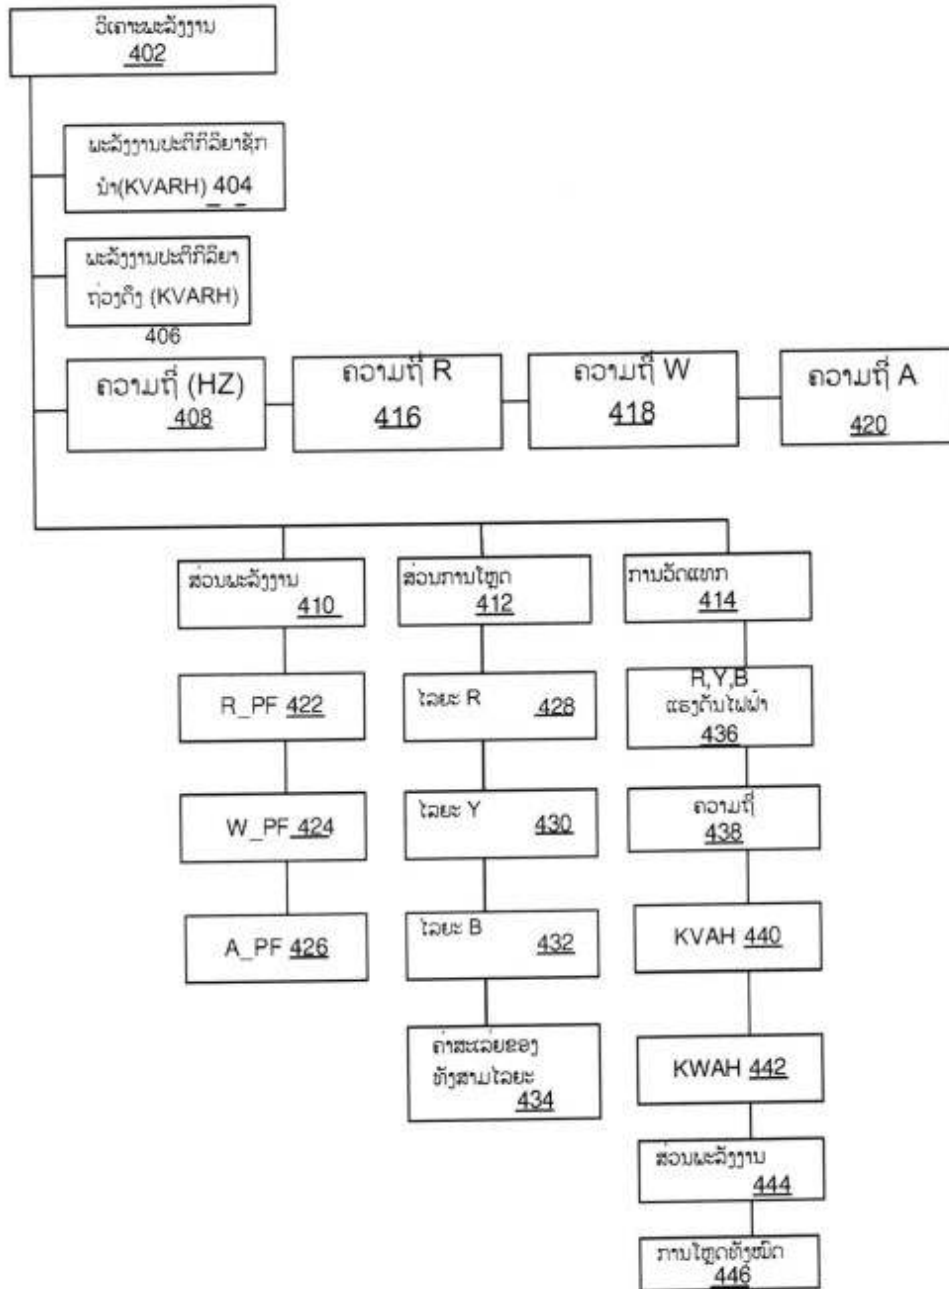 ວິເຄາະພະລັງງານ
402
ພະລັງງານປະຕິກິລິຍາຊັກ
ນໍາ(KVARH) 404
ພະລັງງານປະຕິກິລິຍາ
ຖ່ອງດຶງ (KVARH)
406
ຄວາມຖີ່ (HZ)
408
ຄວາມຖີ່ R
416
ຄວາມຖີ່ W
418
ຄວາມຖີ່ A
420
ສ່ວນພະລັງງານ
410
ສ່ວນການໂຫຼດ
412
ການວັດແທກ
414
R_PF 422
ໄລຍະ R 428
R,Y,B
ແຮງດັນໄຟຟ້າ
436
W_PF 424
ໄລຍະ Y 430
ຄວາມຖີ່
438
A_PF 426
ໄລຍະ B 432
KVAH 440
ຄ່າສະເລ່ຍຂອງ
ທັງສາມໄລຍະ
434
KWAH 442
ສ່ວນພະລັງງານ
444
ການໂຫຼດທັງໝົດ
446